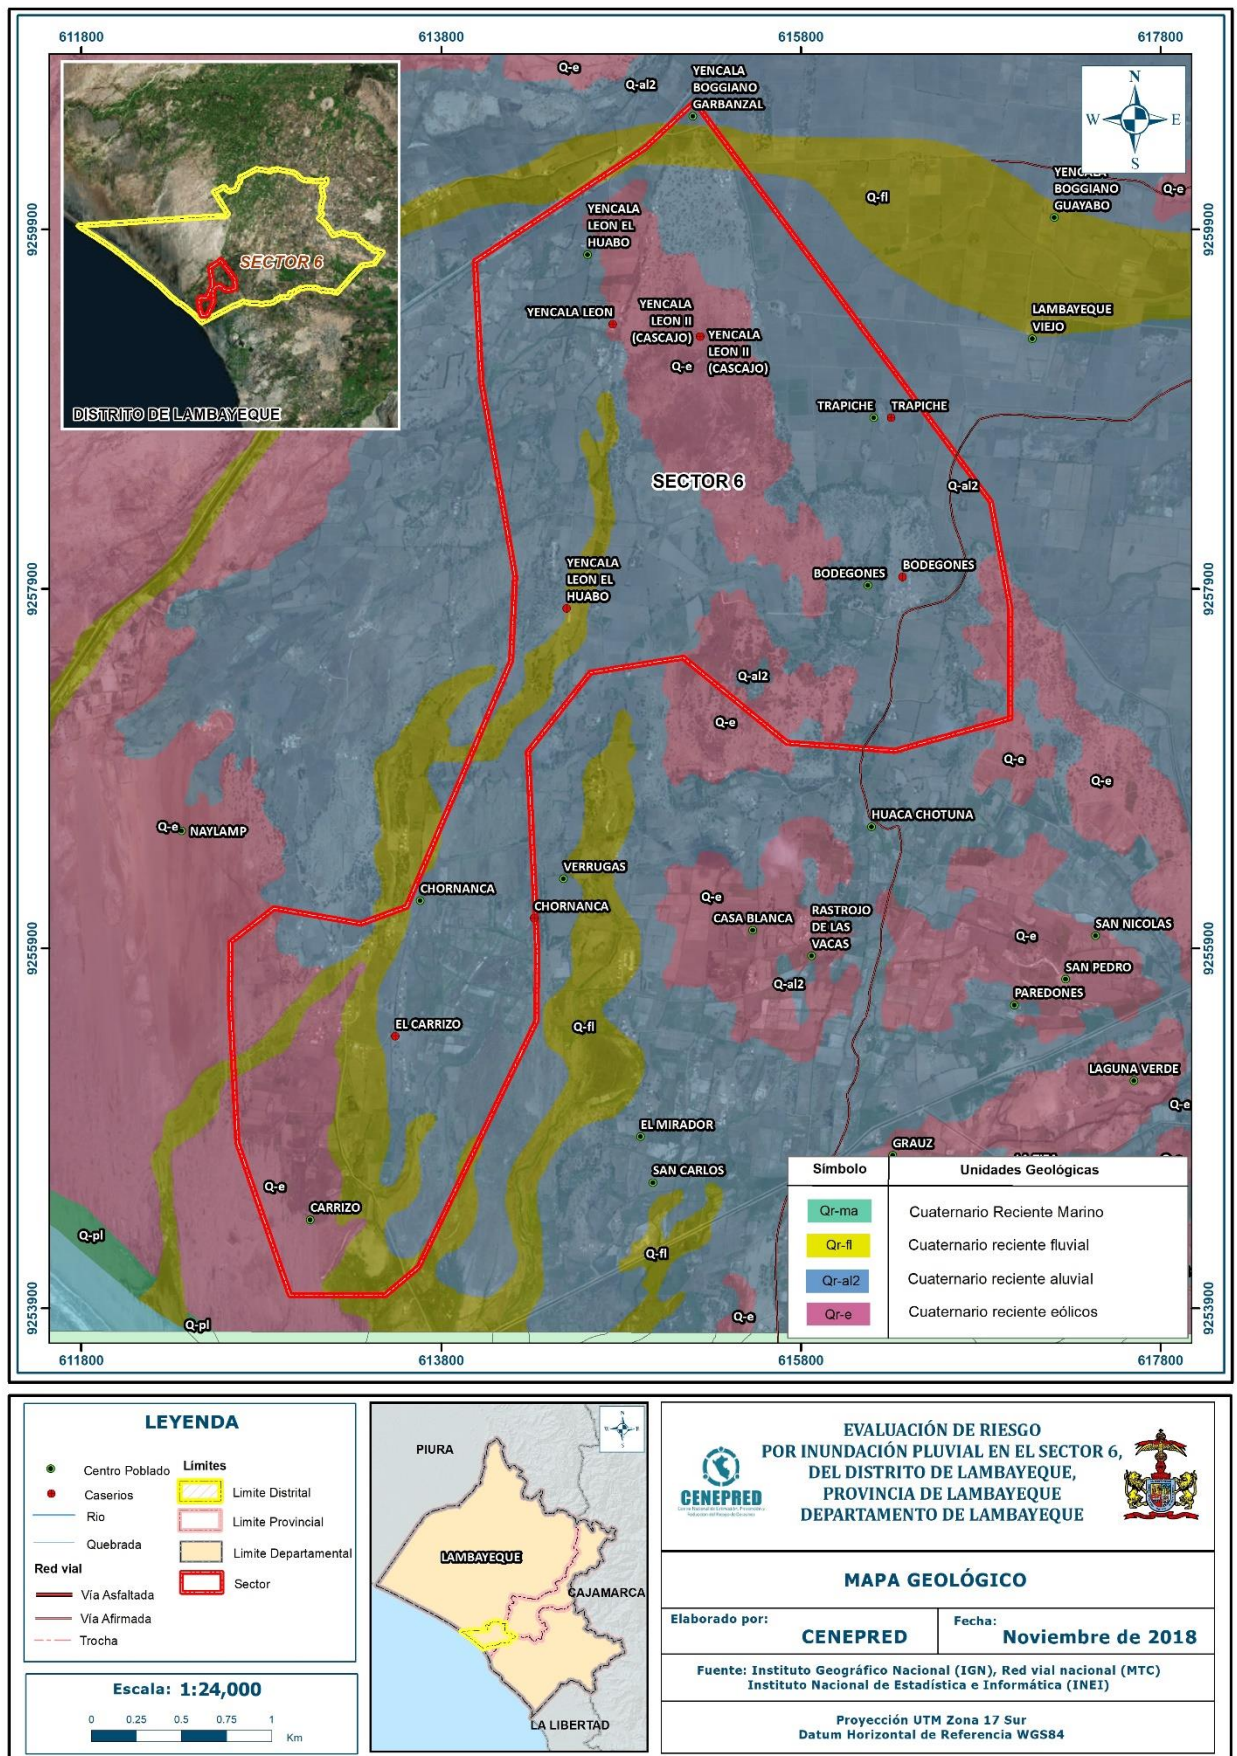 611800
613800
615800
617800
9259900
9257900
9255900
9253900
9259900
9257900
9255900
9253900
611800
613800
615800
617800
SECTOR 6
DISTRITO DE LAMBAYEQUE
N
W
E
S
Q-e
Q-al2
YENCALA
BOGGIANO
GARBANZAL
Q-fl
YENCALA
BOGGIANO
GUAYABO
Q-e
YENCALA
LEON EL
HUABO
YENCALA LEON
YENCALA
LEON II
(CASCAJO)
YENCALA
LEON II
(CASCAJO)
Q-e
LAMBAYEQUE
VIEJO
TRAPICHE
TRAPICHE
SECTOR 6
Q-al2
YENCALA
LEON EL
HUABO
BODEGONES
BODEGONES
Q-al2
Q-e
Q-e
Q-e
Q-e
NAYLAMP
HUACA CHOTUNA
VERRUGAS
CHORNANCA
CHORNANCA
Q-e
CASA BLANCA
RASTROJO
DE LAS
VACAS
Q-al2
Q-e
SAN NICOLAS
SAN PEDRO
PAREDONES
EL CARRIZO
Q-fl
LAGUNA VERDE
Q-e
EL MIRADOR
GRAUZ
SAN CARLOS
Q-e
CARRIZO
Q-pl
Q-fl
Q-pl
Q-e
Símbolo
Unidades Geológicas
Qr-ma
Cuaternario Reciente Marino
Qr-fl
Cuaternario reciente fluvial
Qr-al2
Cuaternario reciente aluvial
Qr-e
Cuaternario reciente eólicos
LEYENDA
Centro Poblado
Caserios
Rio
Quebrada
Red vial
Vía Asfaltada
Vía Afirmada
Trocha
Limites
Limite Distrital
Limite Provincial
Limite Departamental
Sector
Escala: 1:24,000
0 0.25 0.5 0.75 1
Km
PIURA
LAMBAYEQUE
CAJAMARCA
LA LIBERTAD
CENEPRED
EVALUACIÓN DE RIESGO
POR INUNDACIÓN PLUVIAL EN EL SECTOR 6,
DEL DISTRITO DE LAMBAYEQUE,
PROVINCIA DE LAMBAYEQUE
DEPARTAMENTO DE LAMBAYEQUE
MAPA GEOLÓGICO
Elaborado por:
CENEPRED
Fecha:
Noviembre de 2018
Fuente: Instituto Geográfico Nacional (IGN), Red vial nacional (MTC)
Instituto Nacional de Estadística e Informática (INEI)
Proyección UTM Zona 17 Sur
Datum Horizontal de Referencia WGS84